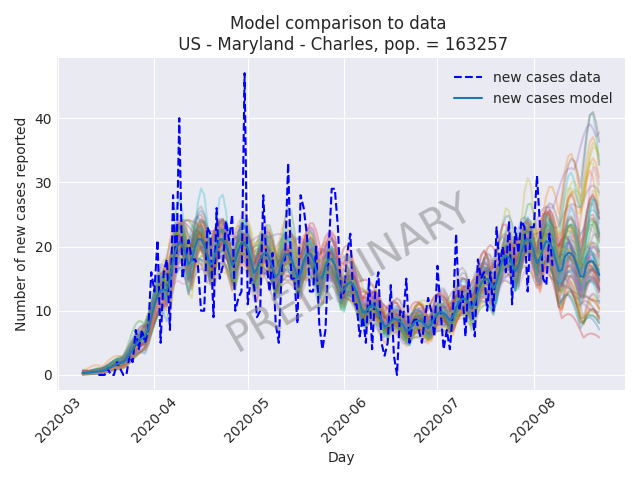 Model comparison to data
US - Maryland - Charles, pop. = 163257
new cases data
new cases model
Number of new cases reported
40
30
20
10
0
PRELIMINARY
2020-03
2020-04
2020-05
2020-06
2020-07
2020-08
Day